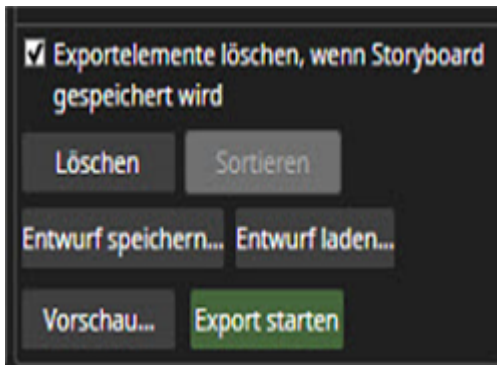 Exportelemente löschen, wenn Storyboard
gespeichert wird
Löschen Sortieren
Entwurf speichern... Entwurf laden...
Vorschau... Export starten